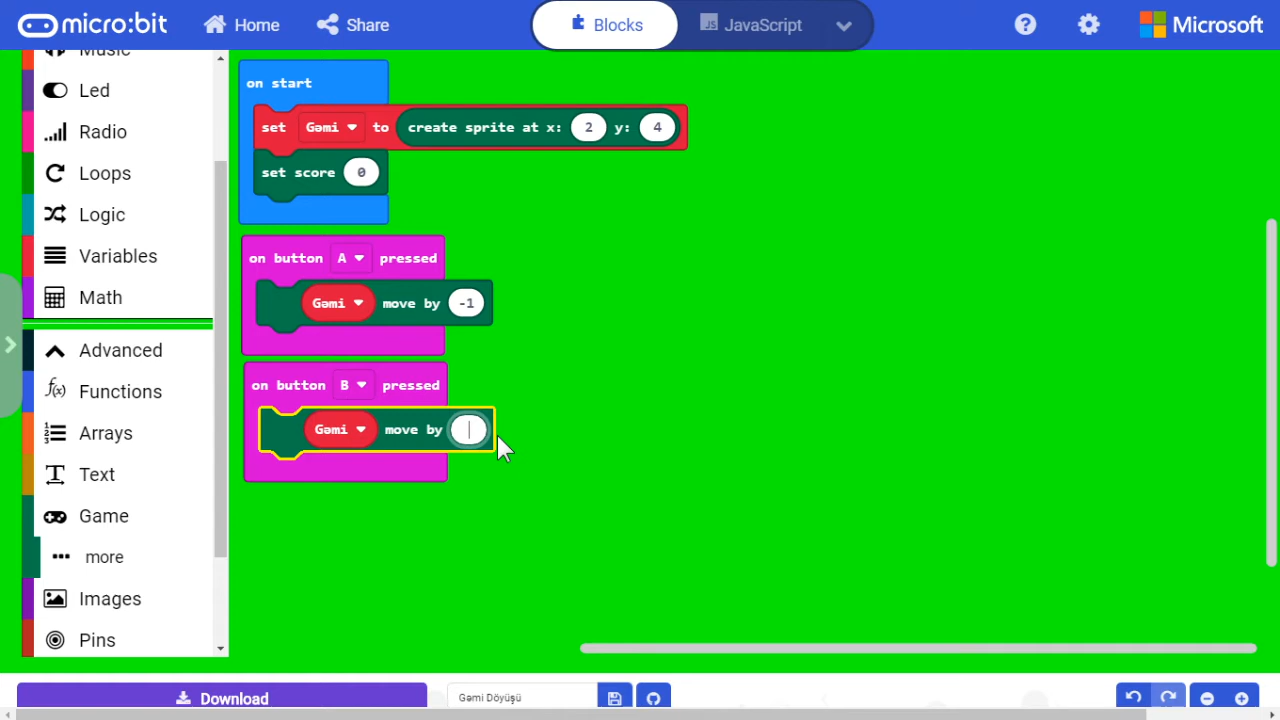 micro:bit Home Share Blocks JS JavaScript Microsoft
Music
Led
Radio
Loops
Logic
Variables
Math
Advanced
Functions
Arrays
Text
Game
more
Images
Pins
on start
set Gəmi to create sprite at x: 2 y: 4
set score 0
on button A pressed
Gəmi move by -1
on button B pressed
Gəmi move by
Download
Gəmi Döyüşü